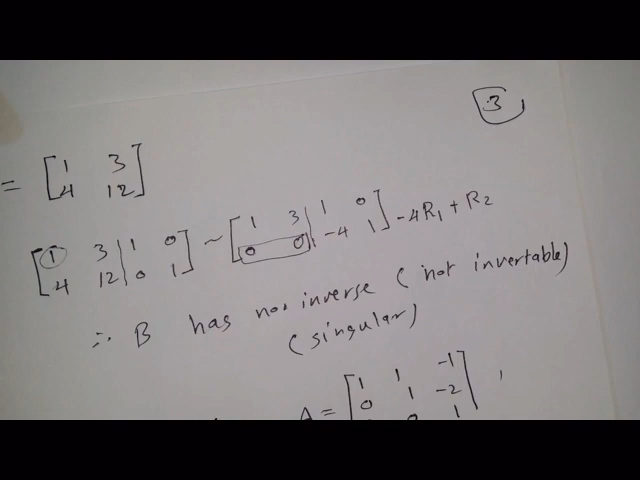 3
= [1 3
4 12]
[1 3 | 1 0
4 12 | 0 1] ~ [1 3 | 1 0
0 0 | -4 1] -4R₁ + R₂
∴ B has no inverse (not invertable)
(singular)
A = [1 1 -1
0 1 -2
0 1] ,